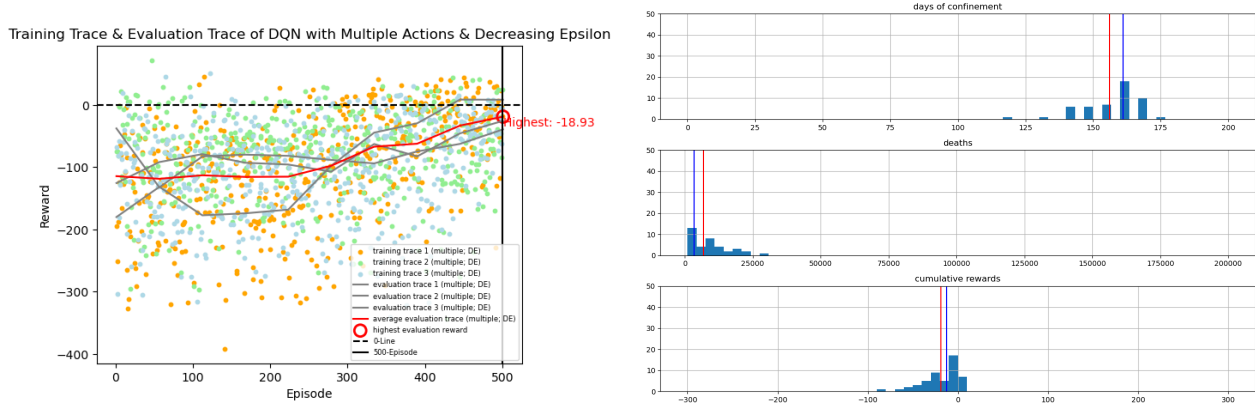 Training Trace & Evaluation Trace of DQN with Multiple Actions & Decreasing Epsilon
Reward
0
−100
−200
−300
−400
Highest: -18.93
training trace 1 (multiple; DE)
training trace 2 (multiple; DE)
training trace 3 (multiple; DE)
evaluation trace 1 (multiple; DE)
evaluation trace 2 (multiple; DE)
evaluation trace 3 (multiple; DE)
average evaluation trace (multiple; DE)
highest evaluation reward
0-Line
500-Episode
0 100 200 300 400 500
Episode
days of confinement
50
40
30
20
10
0
0 25 50 75 100 125 150 175 200
deaths
50
40
30
20
10
0
0 25000 50000 75000 100000 125000 150000 175000 200000
cumulative rewards
50
40
30
20
10
0
−300 −200 −100 0 100 200 300